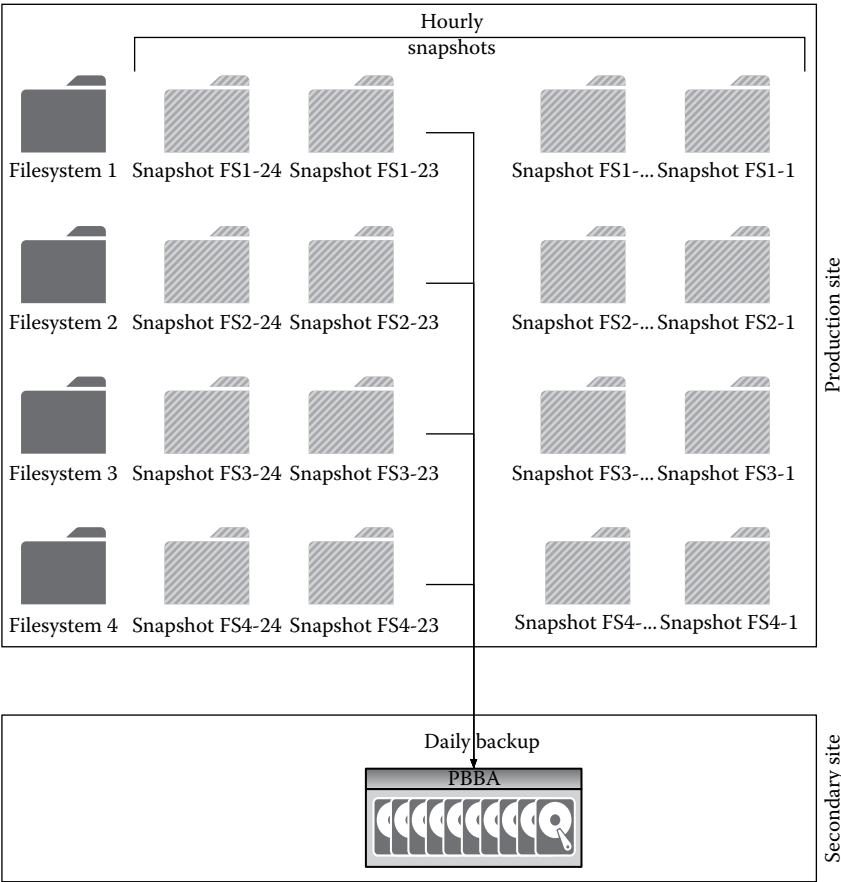 Hourly
snapshots
Filesystem 1 Snapshot FS1-24 Snapshot FS1-23 Snapshot FS1-... Snapshot FS1-1
Filesystem 2 Snapshot FS2-24 Snapshot FS2-23 Snapshot FS2-... Snapshot FS2-1
Filesystem 3 Snapshot FS3-24 Snapshot FS3-23 Snapshot FS3-... Snapshot FS3-1
Filesystem 4 Snapshot FS4-24 Snapshot FS4-23 Snapshot FS4-... Snapshot FS4-1
Production site
Daily backup
PBBA
Secondary site